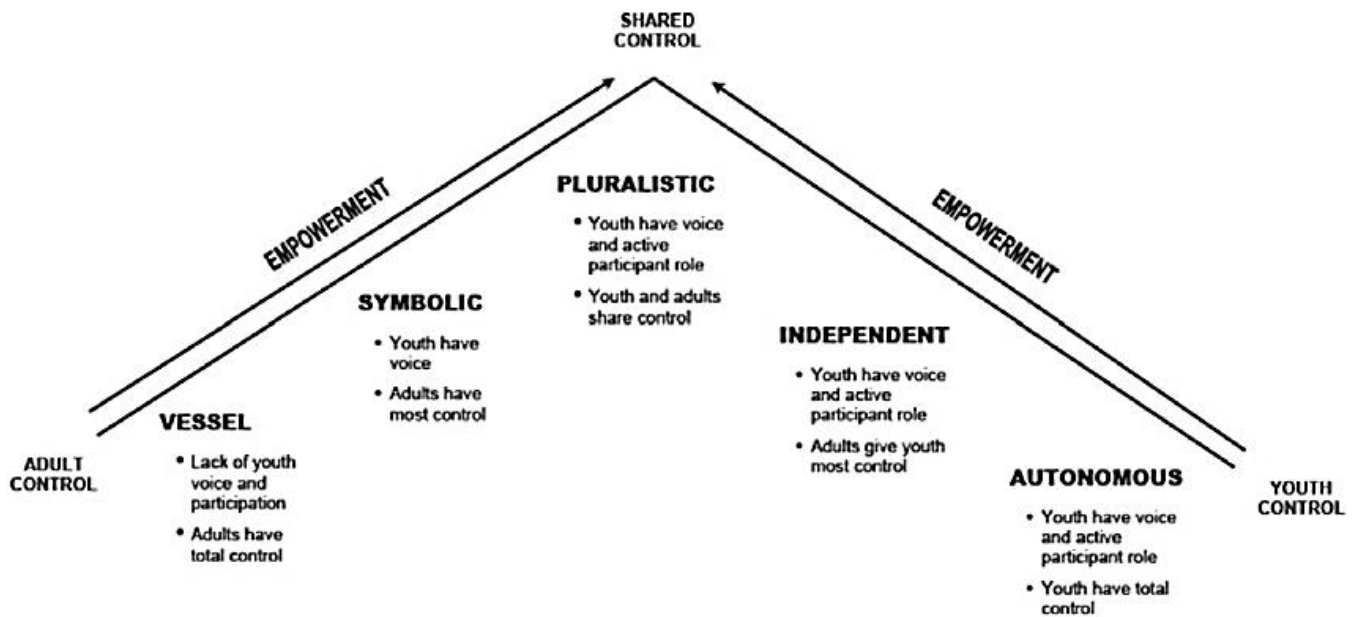 SHARED
CONTROL
EMPOWERMENT
EMPOWERMENT
PLURALISTIC
• Youth have voice
and active
participant role
• Youth and adults
share control
SYMBOLIC
• Youth have
voice
• Adults have
most control
INDEPENDENT
• Youth have voice
and active
participant role
• Adults give youth
most control
VESSEL
• Lack of youth
voice and
participation
• Adults have
total control
ADULT
CONTROL
AUTONOMOUS
• Youth have voice
and active
participant role
• Youth have total
control
YOUTH
CONTROL